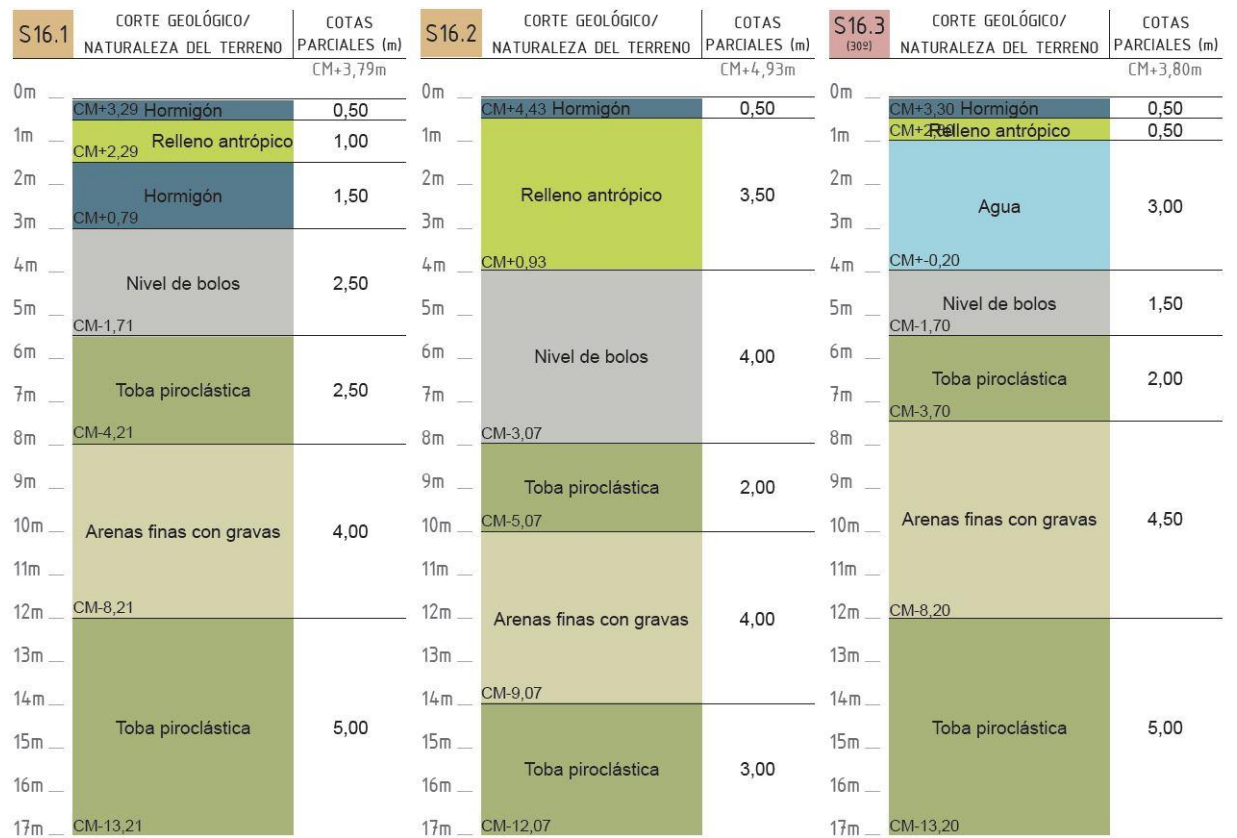 S16.1
CORTE GEOLÓGICO/
NATURALEZA DEL TERRENO
COTAS
PARCIALES (m)
CM+3,79m
0m
CM+3,29 Hormigón 0,50
1m
Relleno antrópico 1,00
CM+2,29
2m
Hormigón 1,50
3m
CM+0,79
4m
Nivel de bolos 2,50
5m
CM-1,71
6m
Toba piroclástica 2,50
7m
8m
CM-4,21
9m
10m
Arenas finas con gravas 4,00
11m
12m
CM-8,21
13m
14m
Toba piroclástica 5,00
15m
16m
17m
CM-13,21
S16.2
CORTE GEOLÓGICO/
NATURALEZA DEL TERRENO
COTAS
PARCIALES (m)
CM+4,93m
0m
CM+4,43 Hormigón 0,50
1m
2m
Relleno antrópico 3,50
3m
4m
CM+0,93
5m
6m
Nivel de bolos 4,00
7m
8m
CM-3,07
9m
Toba piroclástica 2,00
10m
CM-5,07
11m
12m
Arenas finas con gravas 4,00
13m
14m
CM-9,07
15m
Toba piroclástica 3,00
16m
17m
CM-12,07
S16.3
(30º)
CORTE GEOLÓGICO/
NATURALEZA DEL TERRENO
COTAS
PARCIALES (m)
CM+3,80m
0m
CM+3,30 Hormigón 0,50
1m
Relleno antrópico 0,50
2m
Agua 3,00
3m
4m
CM+-0,20
5m
Nivel de bolos 1,50
CM-1,70
6m
Toba piroclástica 2,00
7m
CM-3,70
8m
9m
10m
Arenas finas con gravas 4,50
11m
12m
CM-8,20
13m
14m
Toba piroclástica 5,00
15m
16m
17m
CM-13,20